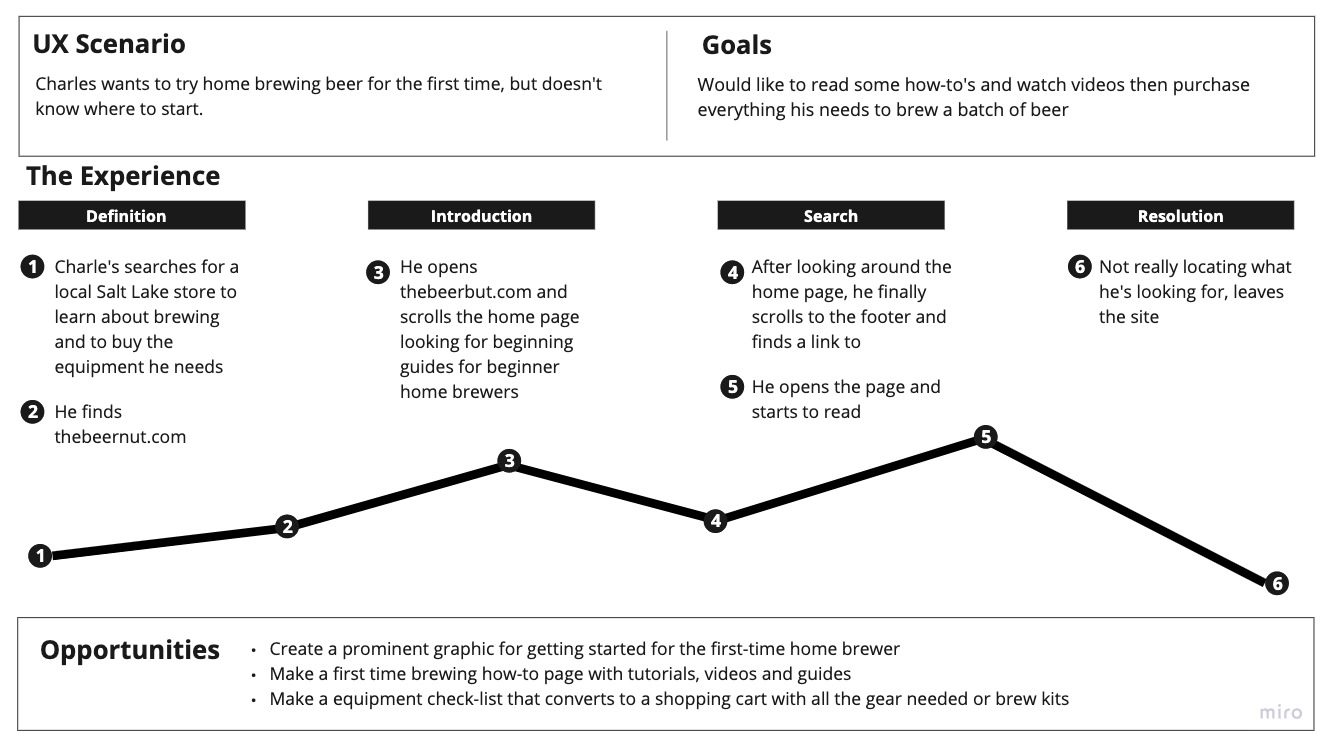 UX Scenario
Charles wants to try home brewing beer for the first time, but doesn't
know where to start.
Goals
Would like to read some how-to's and watch videos then purchase
everything his needs to brew a batch of beer
The Experience
Definition
1 Charle's searches for a
local Salt Lake store to
learn about brewing
and to buy the
equipment he needs
2 He finds
thebeernut.com
Introduction
3 He opens
thebeerbut.com and
scrolls the home page
looking for beginning
guides for beginner
home brewers
Search
4 After looking around the
home page, he finally
scrolls to the footer and
finds a link to
5 He opens the page and
starts to read
Resolution
6 Not really locating what
he's looking for, leaves
the site
1
2
3
4
5
6
Opportunities
• Create a prominent graphic for getting started for the first-time home brewer
• Make a first time brewing how-to page with tutorials, videos and guides
• Make a equipment check-list that converts to a shopping cart with all the gear needed or brew kits
miro